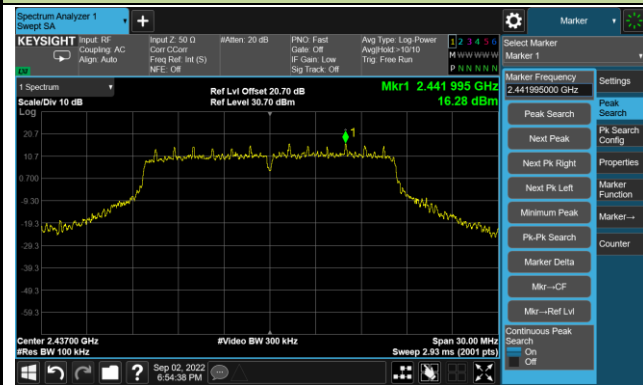 Spectrum Analyzer 1
Swept SA
+
Marker
KEYSIGHT
Input: RF
Coupling: AC
Align: Auto
Input Z: 50 Ω
Corr CCorr
Freq Ref: Int (S)
NFE: Off
#Atten: 20 dB
PNO: Fast
Gate: Off
IF Gain: Low
Sig Track: Off
Avg Type: Log-Power
Avg|Hold:>10/10
Trig: Free Run
1 2 3 4 5 6
M W W W W W
P N N N N N
LXI
Select Marker
Marker 1
1 Spectrum
Scale/Div 10 dB
Log
Ref Lvl Offset 20.70 dB
Ref Level 30.70 dBm
Mkr1 2.441 995 GHz
16.28 dBm
1
20.7
10.7
0.700
-9.30
-19.3
-29.3
-39.3
-49.3
-59.3
Center 2.43700 GHz
#Res BW 100 kHz
#Video BW 300 kHz
Span 30.00 MHz
Sweep 2.93 ms (2001 pts)
Marker Frequency
2.441995000 GHz
Peak Search
Next Peak
Next Pk Right
Next Pk Left
Minimum Peak
Pk-Pk Search
Marker Delta
Mkr→CF
Mkr→Ref Lvl
Continuous Peak
Search
On
Off
Settings
Peak
Search
Pk Search
Config
Properties
Marker
Function
Marker→
Counter
?
Sep 02, 2022
6:54:38 PM